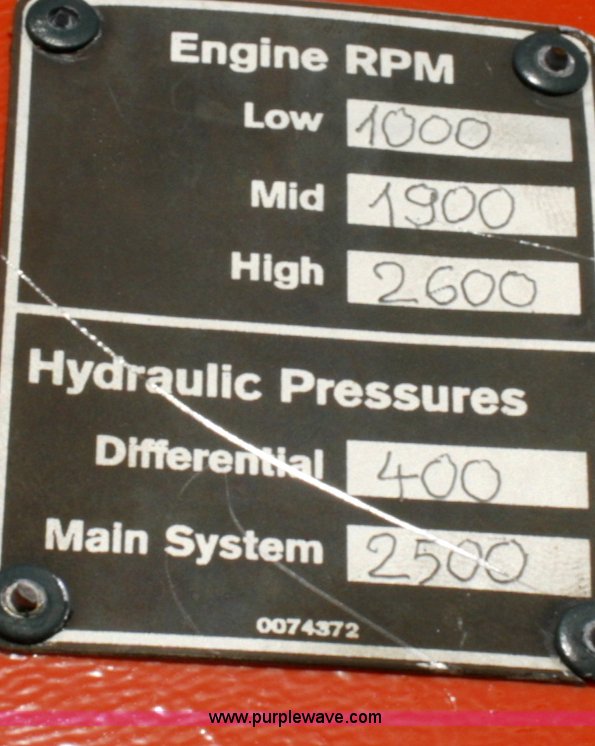 Engine RPM
Low 1000
Mid 1900
High 2600
Hydraulic Pressures
Differential 400
Main System 2500
0074372
www.purplewave.com